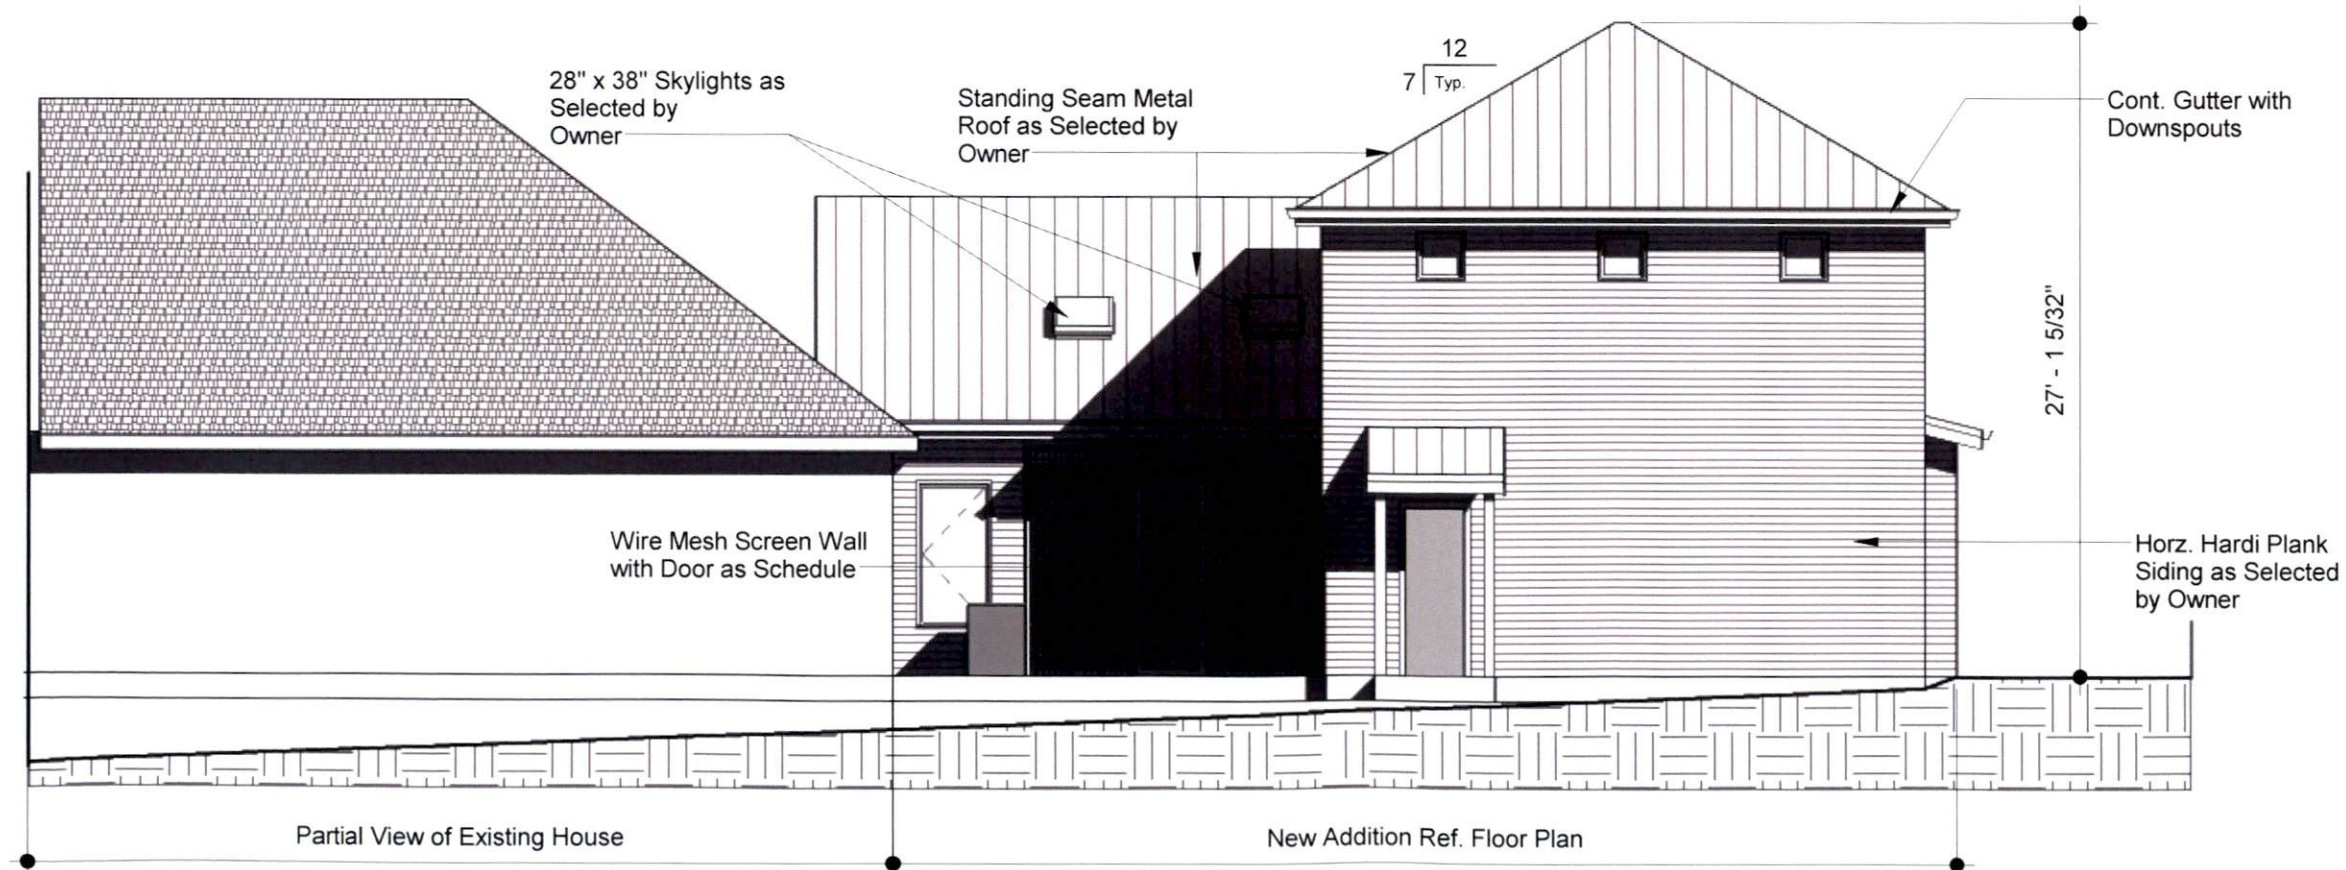 28" x 38" Skylights as
Selected by
Owner
Standing Seam Metal
Roof as Selected by
Owner
12
7
Typ.
Cont. Gutter with
Downspouts
27' - 1 5/32"
Wire Mesh Screen Wall
with Door as Schedule
Horz. Hardi Plank
Siding as Selected
by Owner
Partial View of Existing House
New Addition Ref. Floor Plan